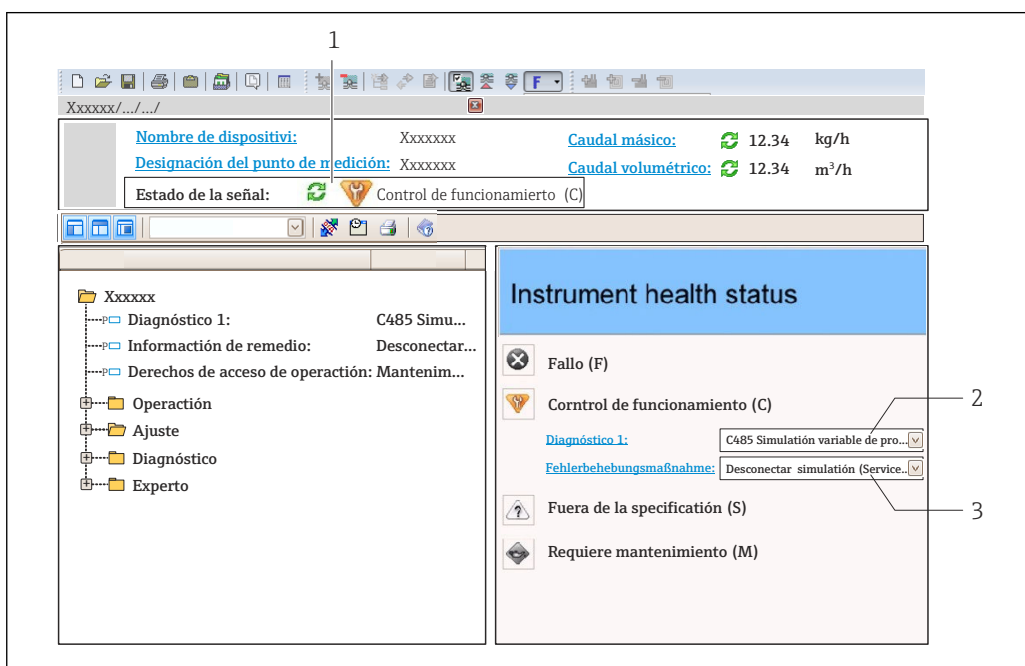 1
F
Xxxxxx/.../.../
Nombre de dispositivi: Xxxxxxx Caudal másico: 12.34 kg/h
Designación del punto de medición: Xxxxxxx Caudal volumétrico: 12.34 m³/h
Estado de la señal: Control de funcionamierto (C)
Xxxxxx
P Diagnóstico 1: C485 Simu...
P Informactión de remedio: Desconectar...
P Derechos de acceso de operactión: Mantenim...
Operactión
Ajuste
Diagnóstico
Experto
Instrument health status
Fallo (F)
Corntrol de funcionamiento (C)
2
Diagnóstico 1: C485 Simulatión variable de pro...
Fehlerbehebungsmaßnahme: Desconectar simulatión (Service..
3
Fuera de la specificatión (S)
Requiere mantenimiento (M)